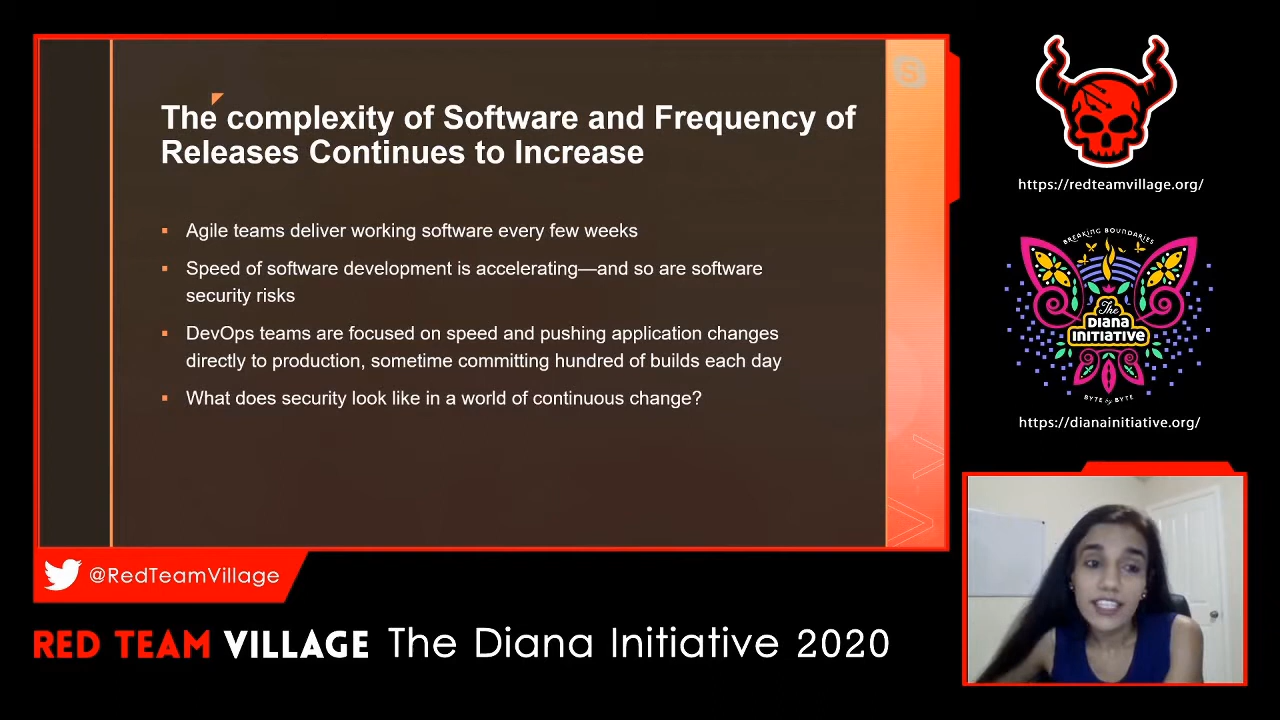 The complexity of Software and Frequency of
Releases Continues to Increase
Agile teams deliver working software every few weeks
Speed of software development is accelerating—and so are software
security risks
DevOps teams are focused on speed and pushing application changes
directly to production, sometime committing hundred of builds each day
What does security look like in a world of continuous change?
S
https://redteamvillage.org/
BREAKING BOUNDARIES
The
DIANA
INITIATIVE
BYTE by BYTE
https://dianainitiative.org/
@RedTeamVillage
RED TEAM VILLAGE The Diana Initiative 2020